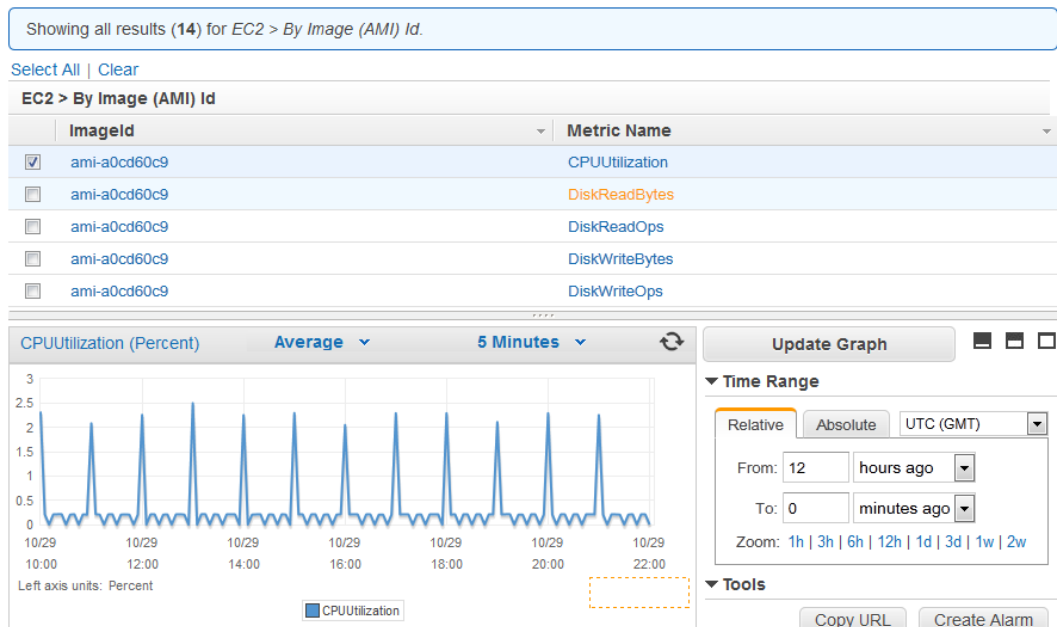 Showing all results (14) for EC2 > By Image (AMI) Id.
Select All | Clear
EC2 > By Image (AMI) Id
ImageId Metric Name
ami-a0cd60c9 CPUUtilization
ami-a0cd60c9 DiskReadBytes
ami-a0cd60c9 DiskReadOps
ami-a0cd60c9 DiskWriteBytes
ami-a0cd60c9 DiskWriteOps
CPUUtilization (Percent) Average 5 Minutes
3
2.5
2
1.5
1
0.5
0
10/29 10/29 10/29 10/29 10/29 10/29 10/29
10:00 12:00 14:00 16:00 18:00 20:00 22:00
Left axis units: Percent
CPUUtilization
Update Graph
Time Range
Relative Absolute UTC (GMT)
From: 12 hours ago
To: 0 minutes ago
Zoom: 1h | 3h | 6h | 12h | 1d | 3d | 1w | 2w
Tools
Copy URL Create Alarm